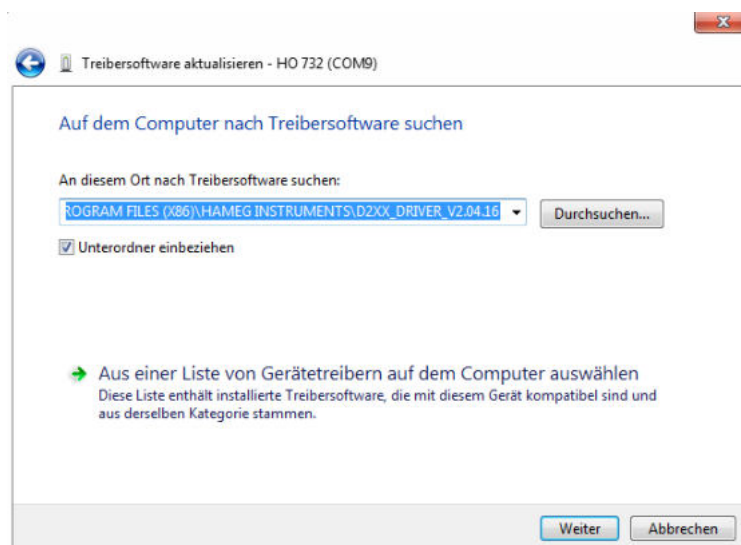 Treibersoftware aktualisieren - HO 732 (COM9)
Auf dem Computer nach Treibersoftware suchen
An diesem Ort nach Treibersoftware suchen:
ROGRAM FILES (X86)\HAMEG INSTRUMENTS\D2XX_DRIVER_V2.04.16
Durchsuchen...
Unterordner einbeziehen
Aus einer Liste von Gerätetreibern auf dem Computer auswählen
Diese Liste enthält installierte Treibersoftware, die mit diesem Gerät kompatibel sind und
aus derselben Kategorie stammen.
Weiter
Abbrechen